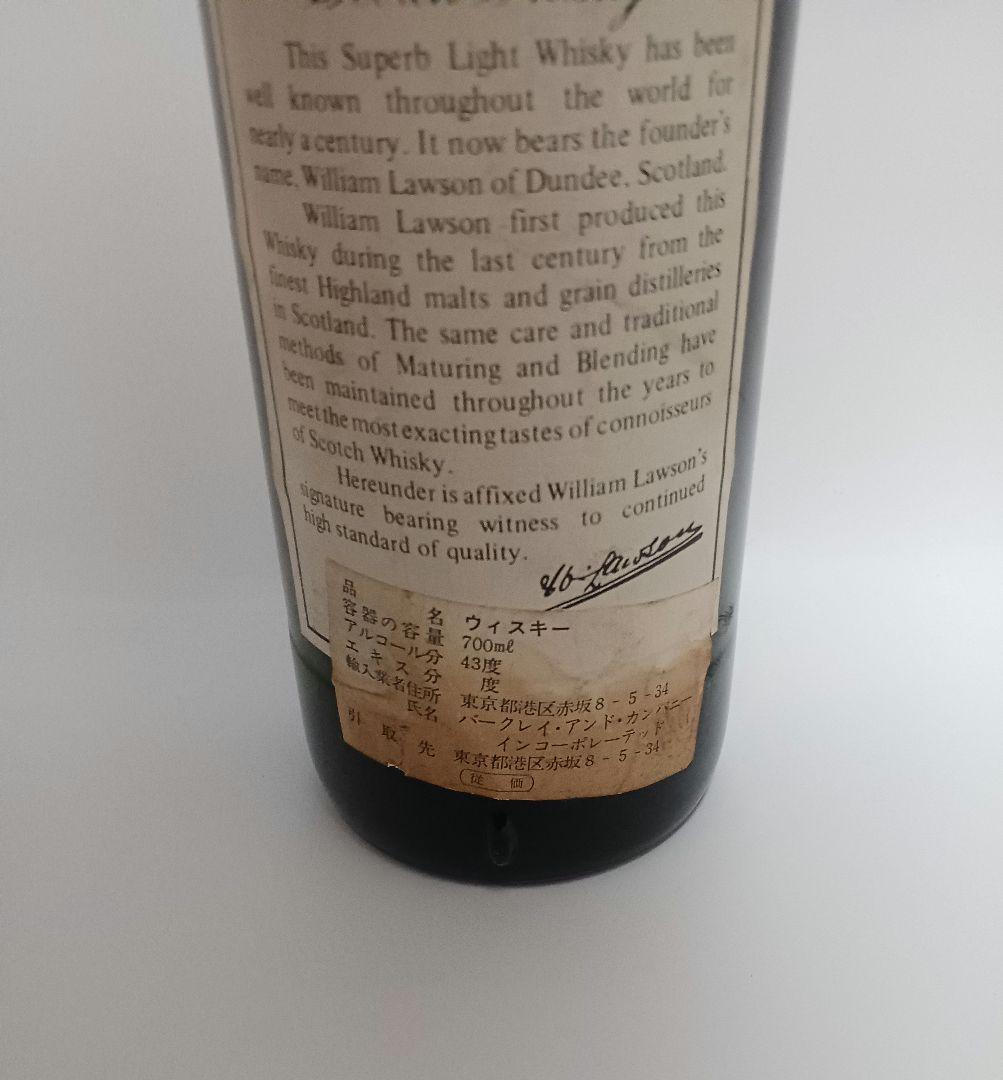 This Superb Light Whisky has been
well known throughout the world for
nearly a century. It now bears the founder's
name, William Lawson of Dundee, Scotland.
William Lawson first produced this
Whisky during the last century from the
finest Highland malts and grain distilleries
in Scotland. The same care and traditional
methods of Maturing and Blending have
been maintained throughout the years to
meet the most exacting tastes of connoisseurs
of Scotch Whisky.
Hereunder is affixed William Lawson's
signature bearing witness to continued
high standard of quality.
Wm Lawson
品名 ウィスキー
容器の容量 700mℓ
アルコール分 43度
エキス分 度
輸入業者住所 東京都港区赤坂8-5-34
氏名 バークレイ・アンド・カンパニー
インコーポレーテッド
引取先 東京都港区赤坂8-5-34
従価